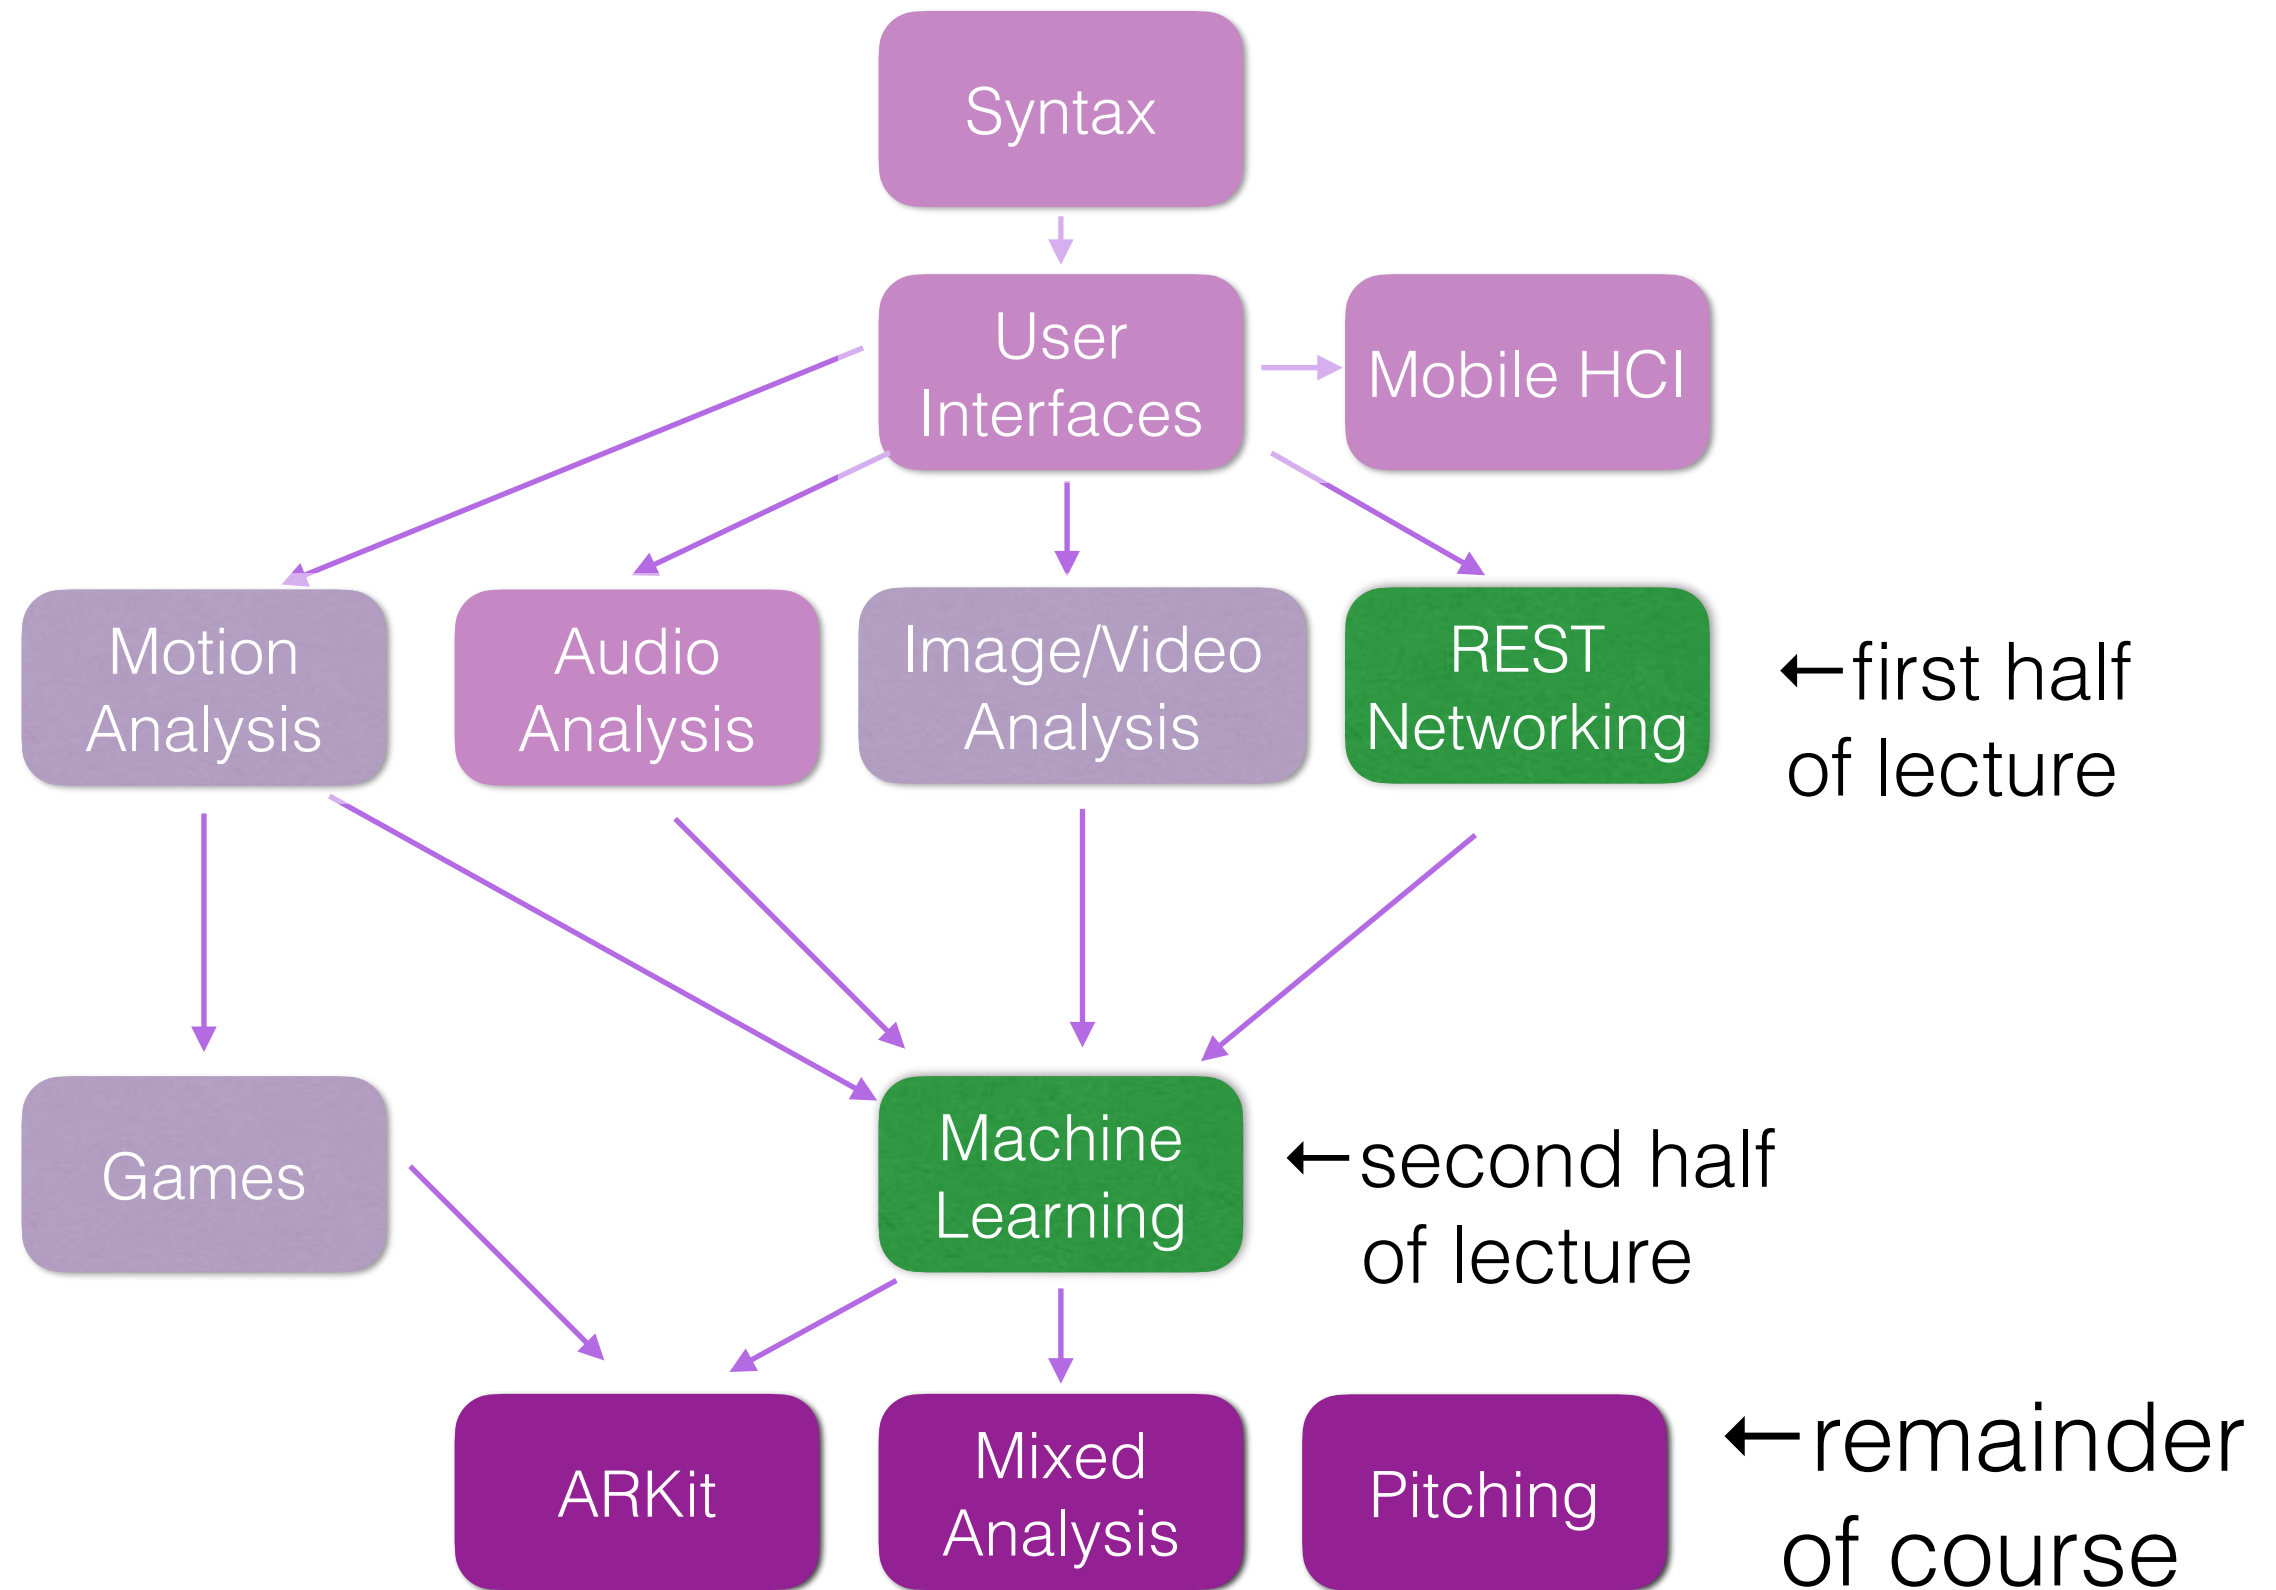 Syntax
User
Interfaces
Mobile HCI
Motion
Analysis
Audio
Analysis
Image/Video
Analysis
REST
Networking
←first half
of lecture
Games
Machine
Learning
←second half
of lecture
ARKit
Mixed
Analysis
Pitching
←remainder
of course